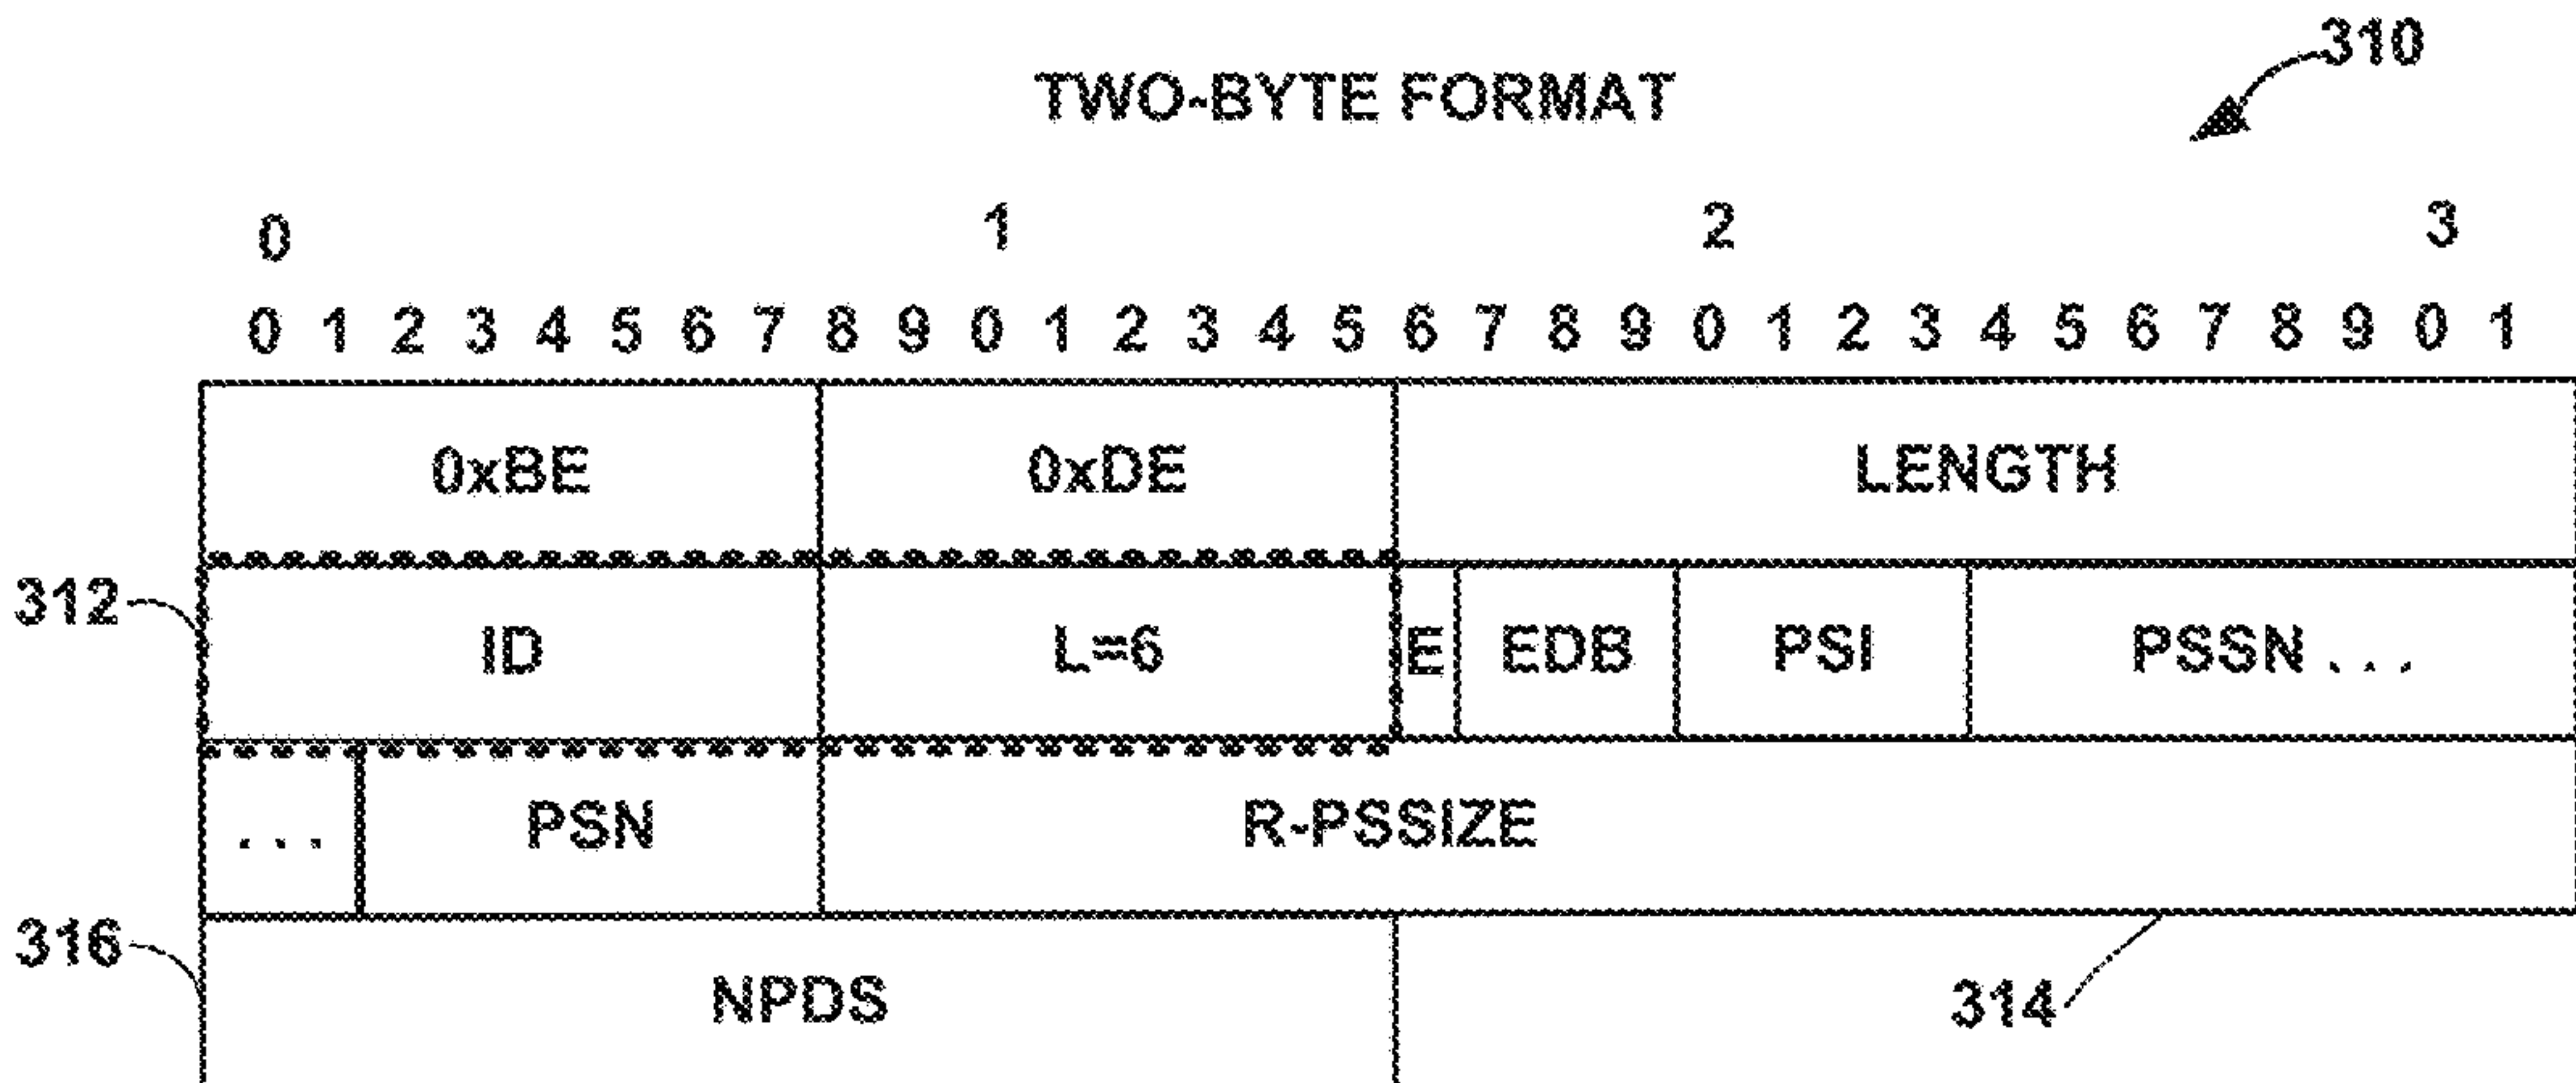 310
TWO-BYTE FORMAT
0 1 2 3
0 1 2 3 4 5 6 7 8 9 0 1 2 3 4 5 6 7 8 9 0 1 2 3 4 5 6 7 8 9 0 1
0xBE 0xDE LENGTH
312 ID L=6 E EDB PSI PSSN . . .
. . . PSN R-PSSIZE
316 NPDS 314